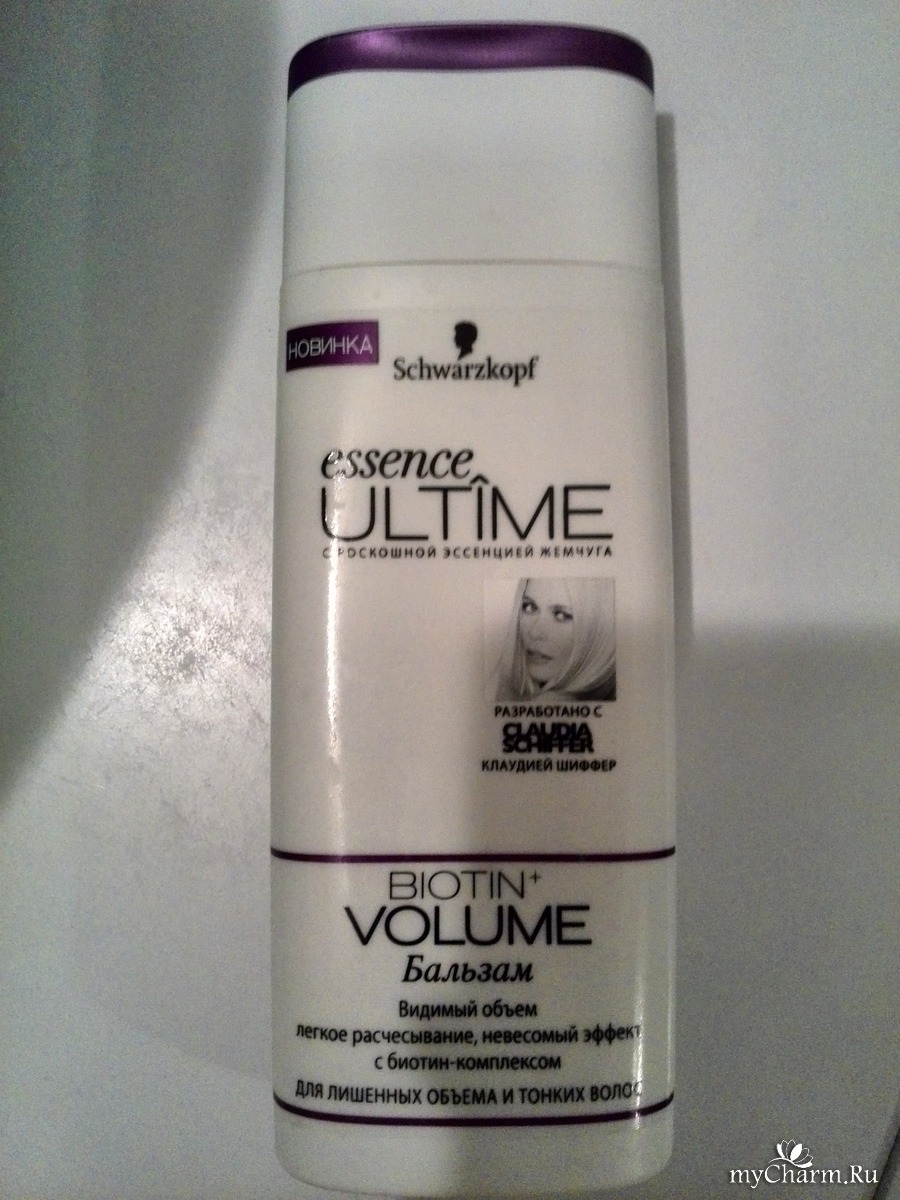 НОВИНКА
Schwarzkopf
essence
ULTÎME
С РОСКОШНОЙ ЭССЕНЦИЕЙ ЖЕМЧУГА
РАЗРАБОТАНО С
CLAUDIA
SCHIFFER
КЛАУДИЕЙ ШИФФЕР
BIOTIN+
VOLUME
Бальзам
Видимый объем
легкое расчесывание, невесомый эффект
с биотин-комплексом
ДЛЯ ЛИШЕННЫХ ОБЪЕМА И ТОНКИХ ВОЛОС
myCharm.Ru